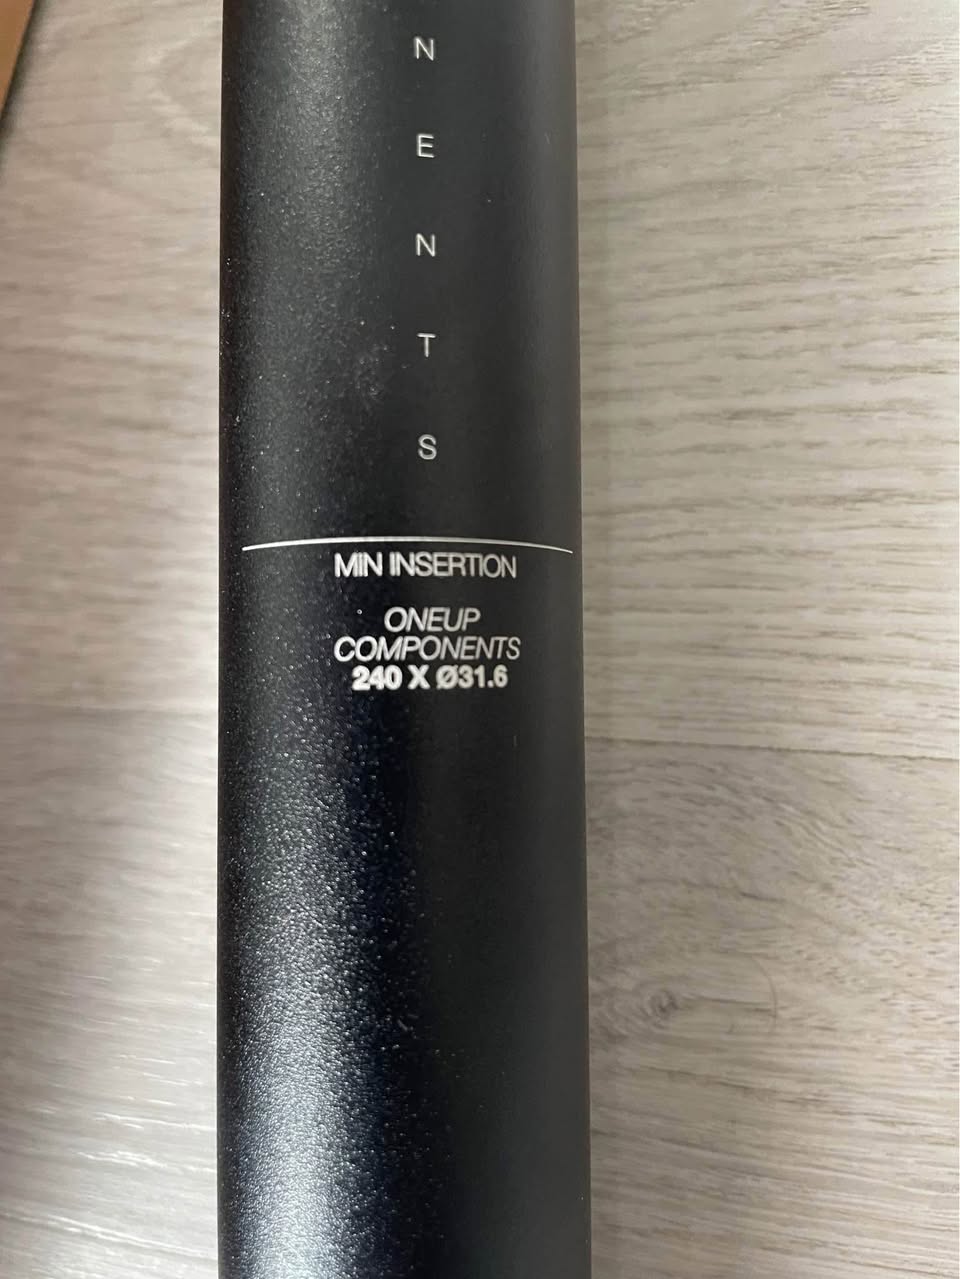 N
E
N
T
S
MIN INSERTION
ONEUP
COMPONENTS
240 X Ø31.6